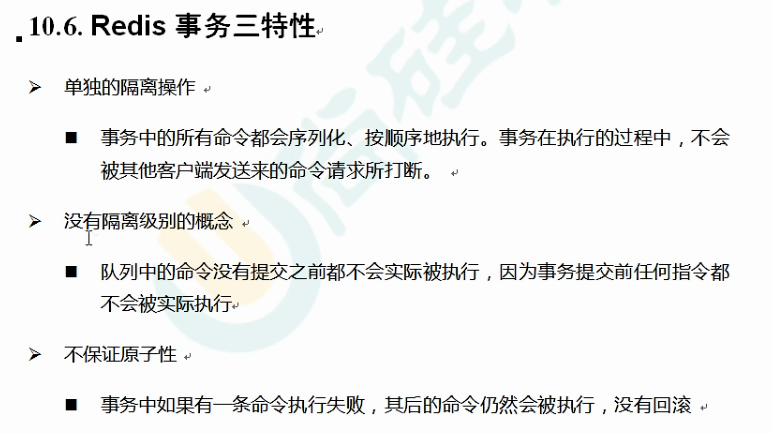 10.6. Redis 事务三特性
单独的隔离操作
事务中的所有命令都会序列化、按顺序地执行。事务在执行的过程中，不会
被其他客户端发送来的命令请求所打断。
没有隔离级别的概念
队列中的命令没有提交之前都不会实际被执行，因为事务提交前任何指令都
不会被实际执行
不保证原子性
事务中如果有一条命令执行失败，其后的命令仍然会被执行，没有回滚